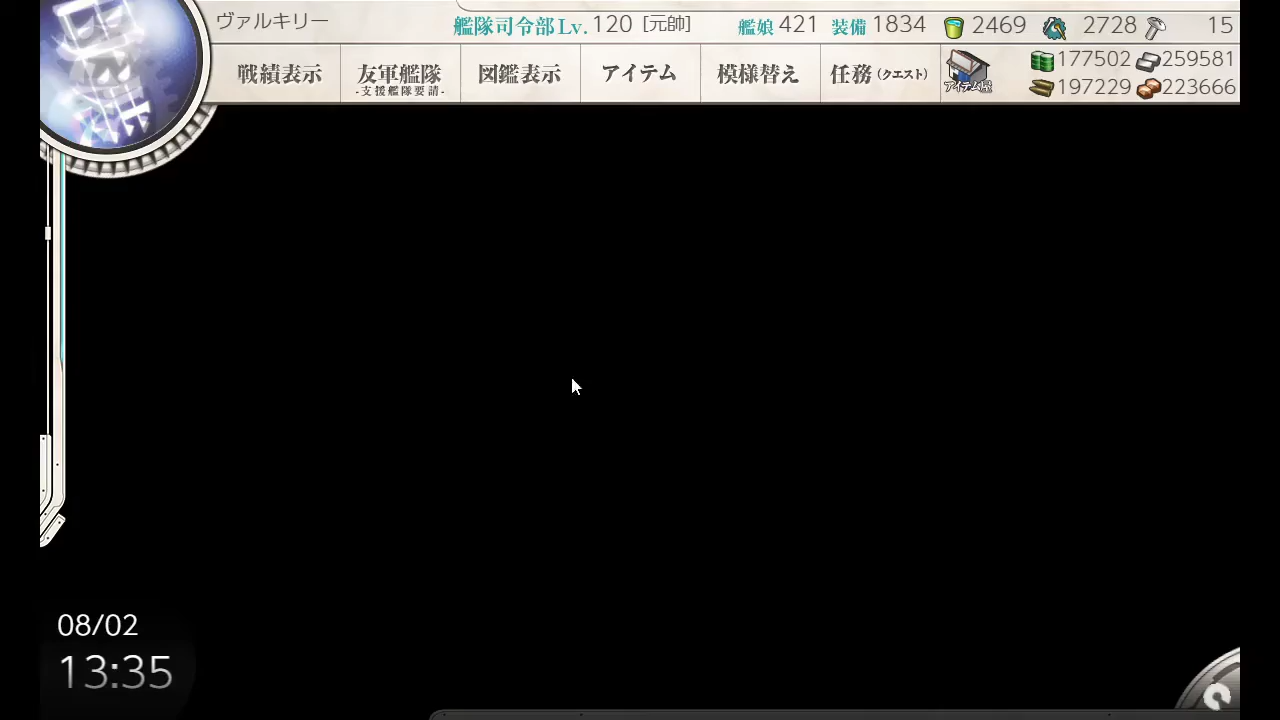 ヴァルキリー
艦隊司令部Lv. 120 [元帥]
艦娘 421 装備 1834 2469 2728 15
戦績表示
友軍艦隊
-支援艦隊要請-
図鑑表示
アイテム
模様替え
任務(クエスト)
アイテム屋
177502 259581
197229 223666
08/02
13:35